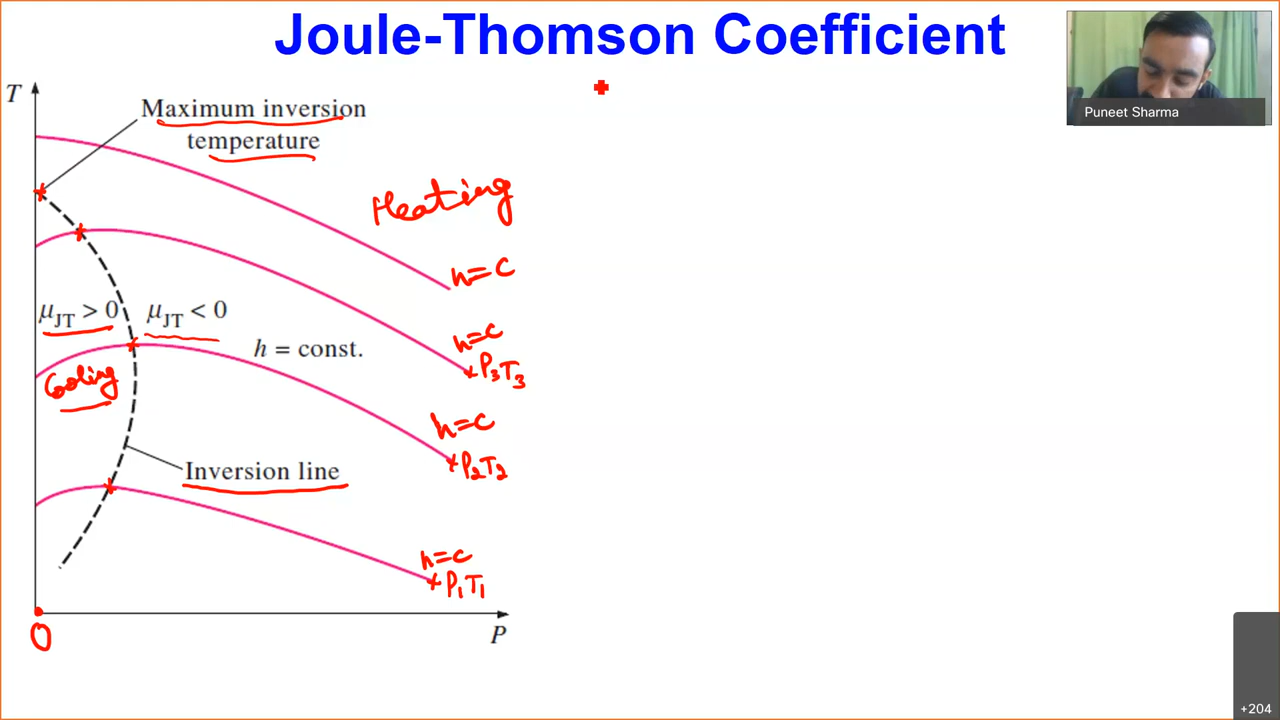 Joule-Thomson Coefficient
Puneet Sharma
T
Maximum inversion
temperature
Heating
h=C
μJT > 0
μJT < 0
h=C
h = const.
P3T3
Cooling
h=C
P2T2
Inversion line
h=C
P1T1
O
P
+204